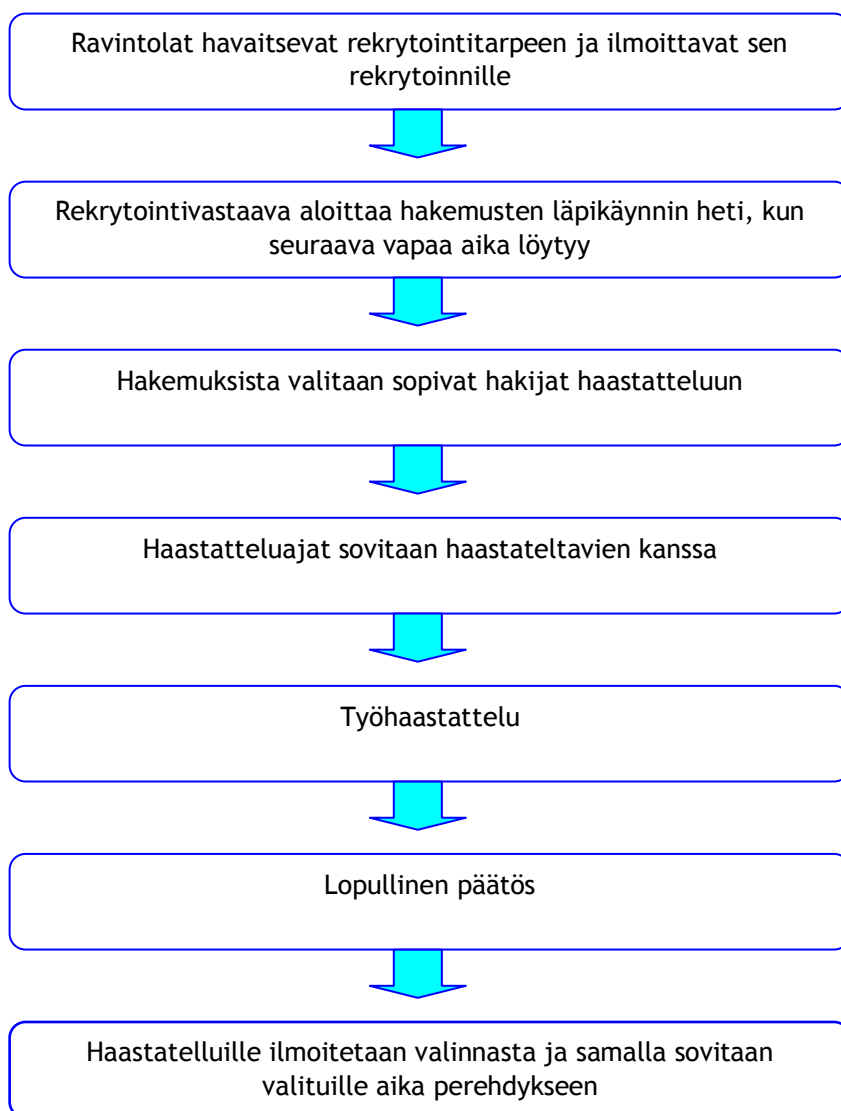 Ravintolat havaitsevat rekrytointitarpeen ja ilmoittavat sen
rekrytoinnille
Rekrytointivastaava aloittaa hakemusten läpikäynnin heti, kun
seuraava vapaa aika löytyy
Hakemuksista valitaan sopivat hakijat haastatteluun
Haastatteluajat sovitaan haastateltavien kanssa
Työhaastattelu
Lopullinen päätös
Haastatelluille ilmoitetaan valinnasta ja samalla sovitaan
valituille aika perehdykseen